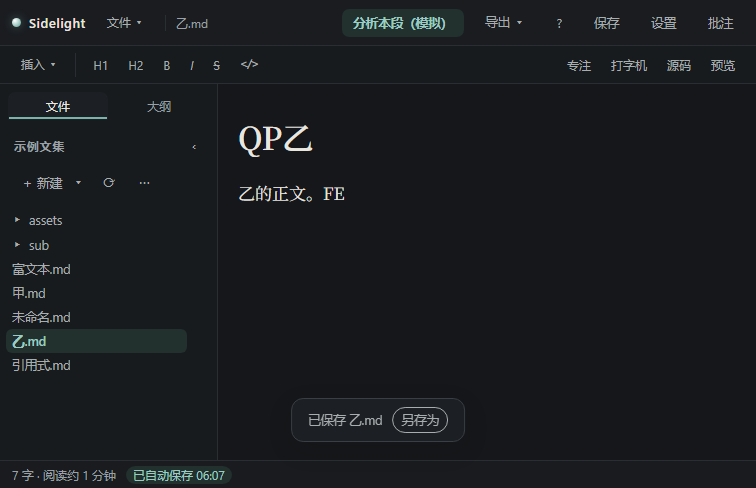 Sidelight 文件 乙.md 分析本段（模拟） 导出 ? 保存 设置 批注
插入 H1 H2 B I S </> 专注 打字机 源码 预览
文件 大纲
示例文集 ‹
+ 新建 ⟳ ···
assets
sub
富文本.md
甲.md
未命名.md
乙.md
引用式.md
QP乙
乙的正文。FE
已保存 乙.md 另存为
7 字 · 阅读约 1 分钟 已自动保存 06:07